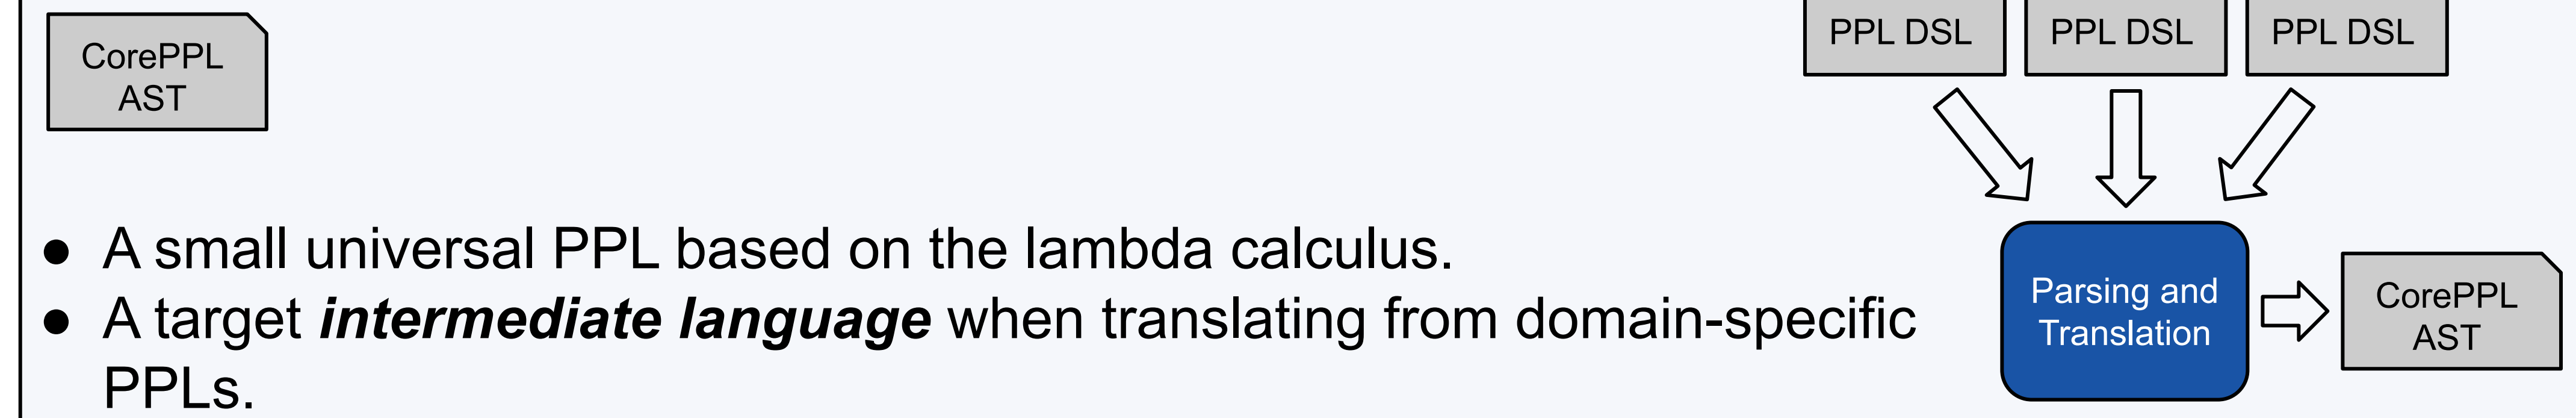 CorePPL
AST
PPL DSL
PPL DSL
PPL DSL
● A small universal PPL based on the lambda calculus.
● A target intermediate language when translating from domain-specific
PPLs.
Parsing and
Translation
CorePPL
AST